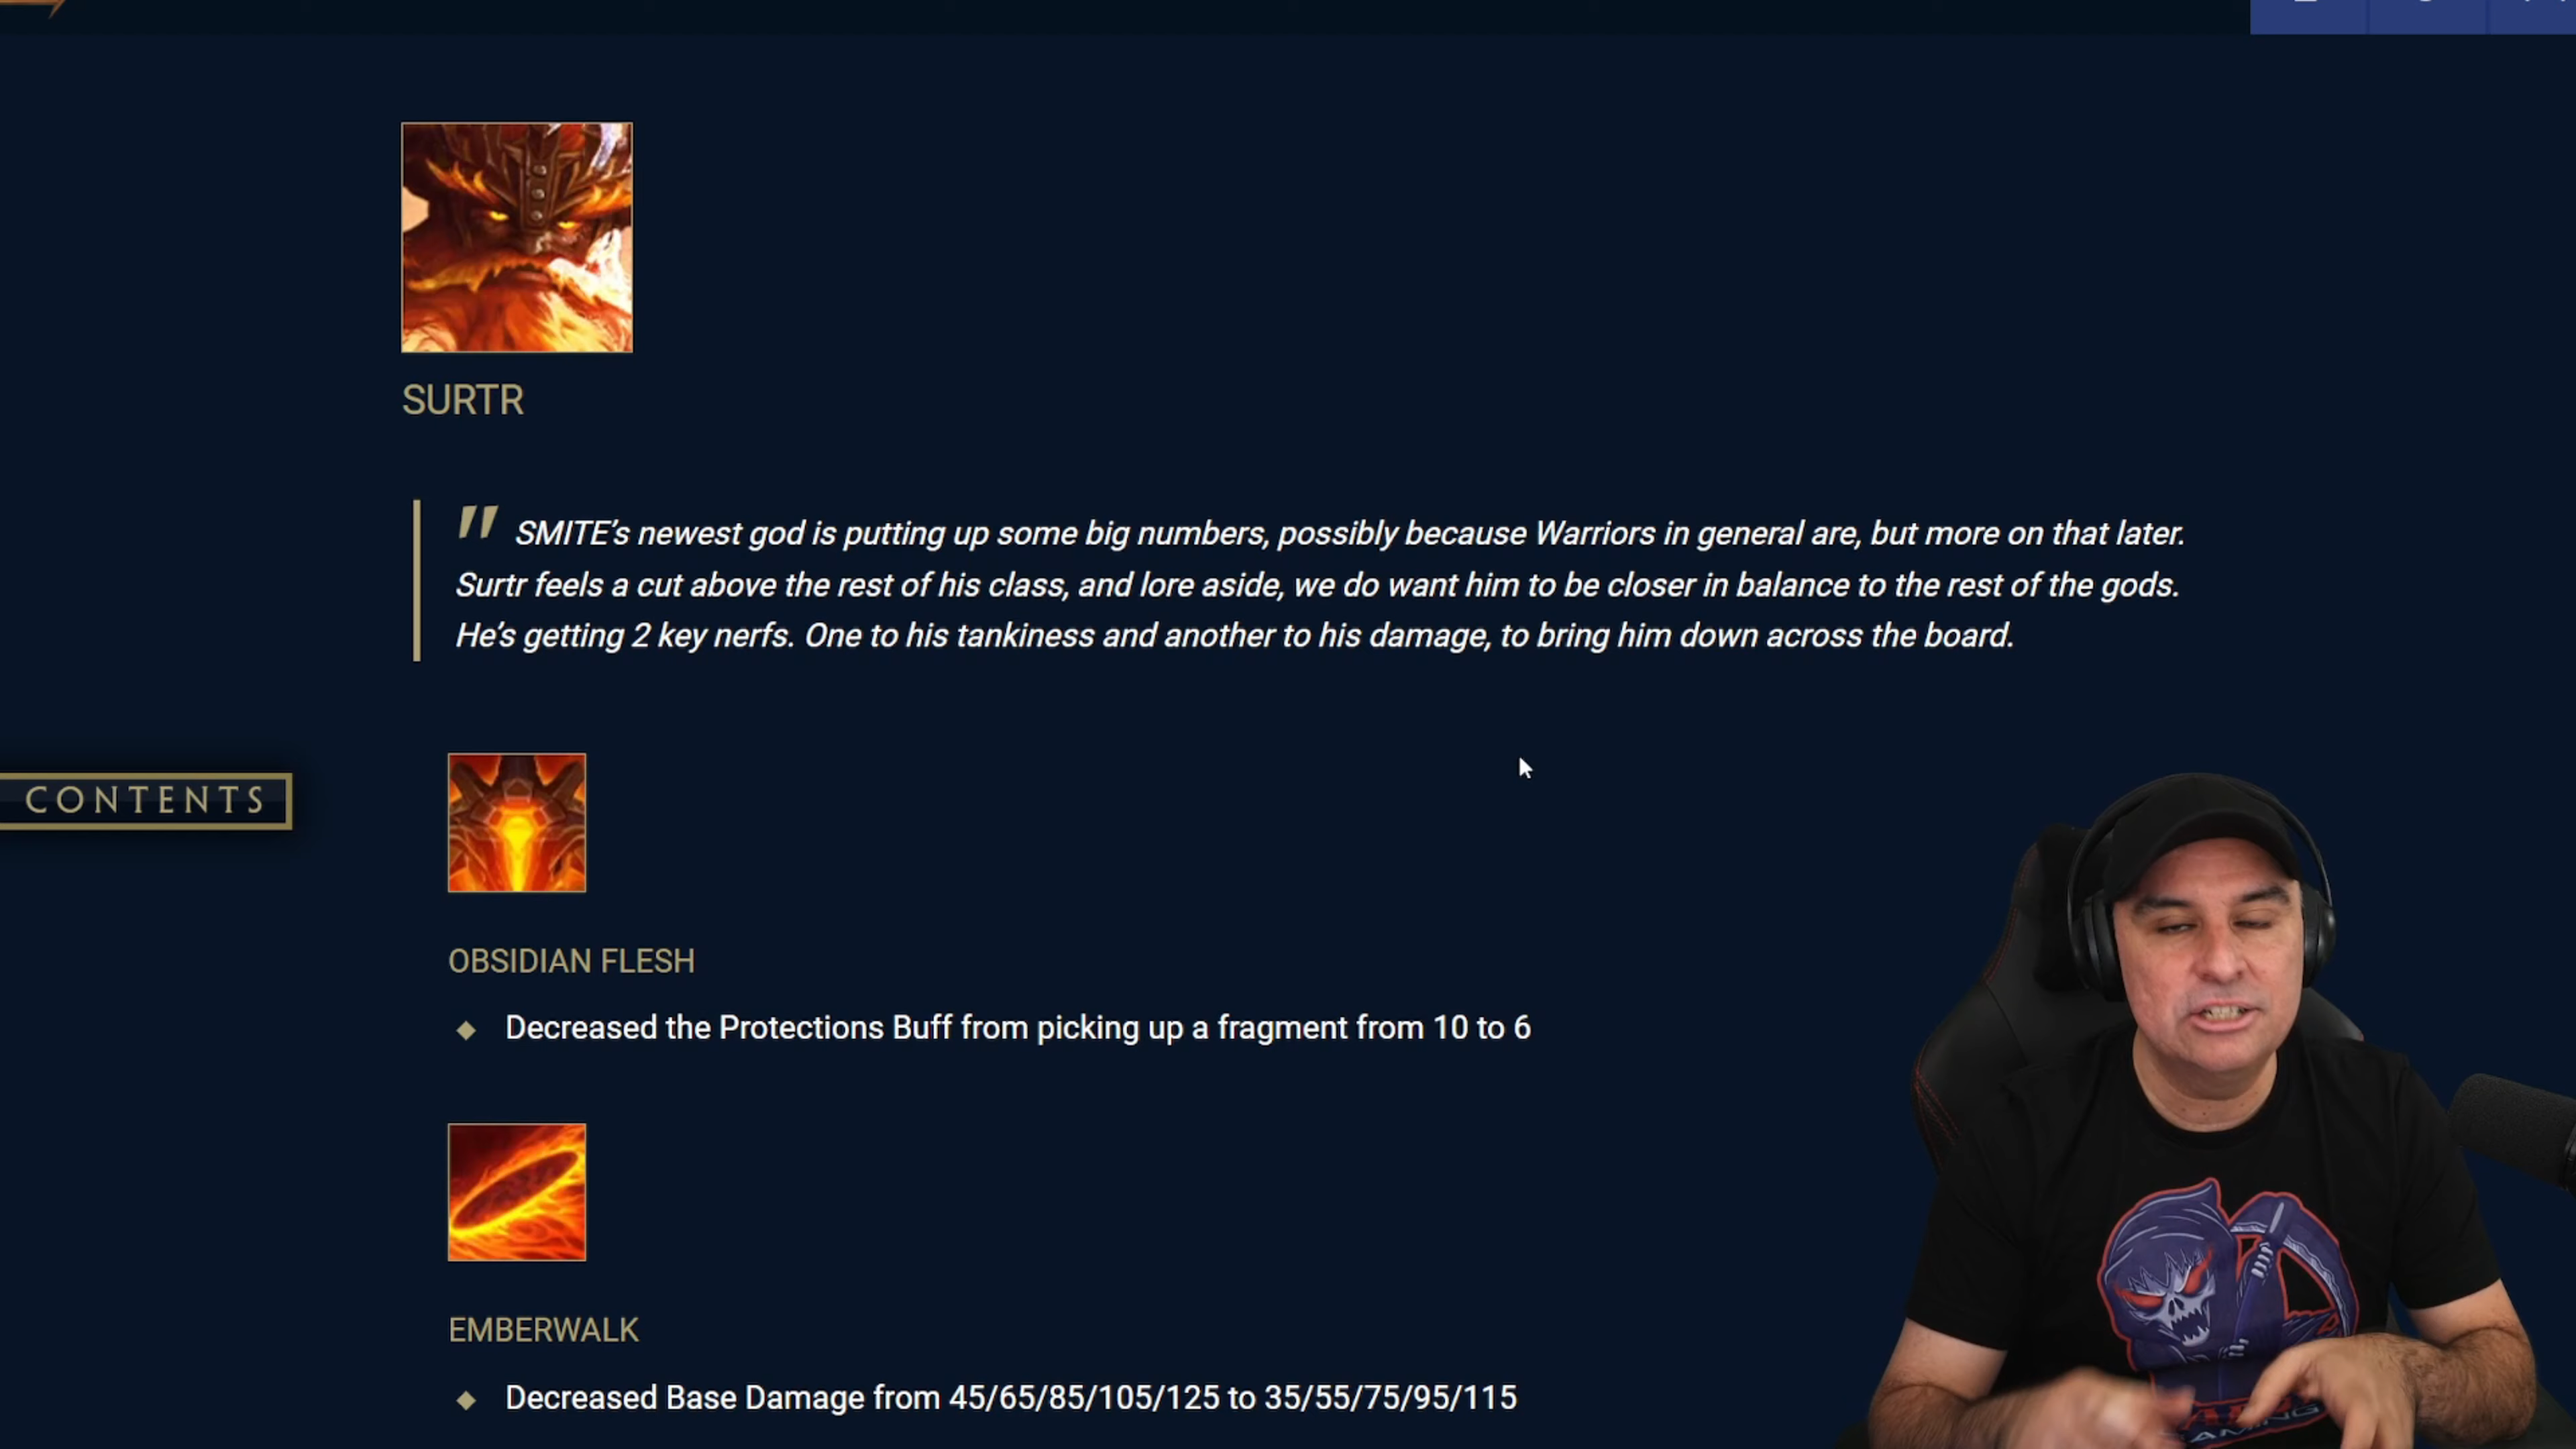 SURTR
" SMITE's newest god is putting up some big numbers, possibly because Warriors in general are, but more on that later.
Surtr feels a cut above the rest of his class, and lore aside, we do want him to be closer in balance to the rest of the gods.
He's getting 2 key nerfs. One to his tankiness and another to his damage, to bring him down across the board.
CONTENTS
OBSIDIAN FLESH
Decreased the Protections Buff from picking up a fragment from 10 to 6
EMBERWALK
Decreased Base Damage from 45/65/85/105/125 to 35/55/75/95/115